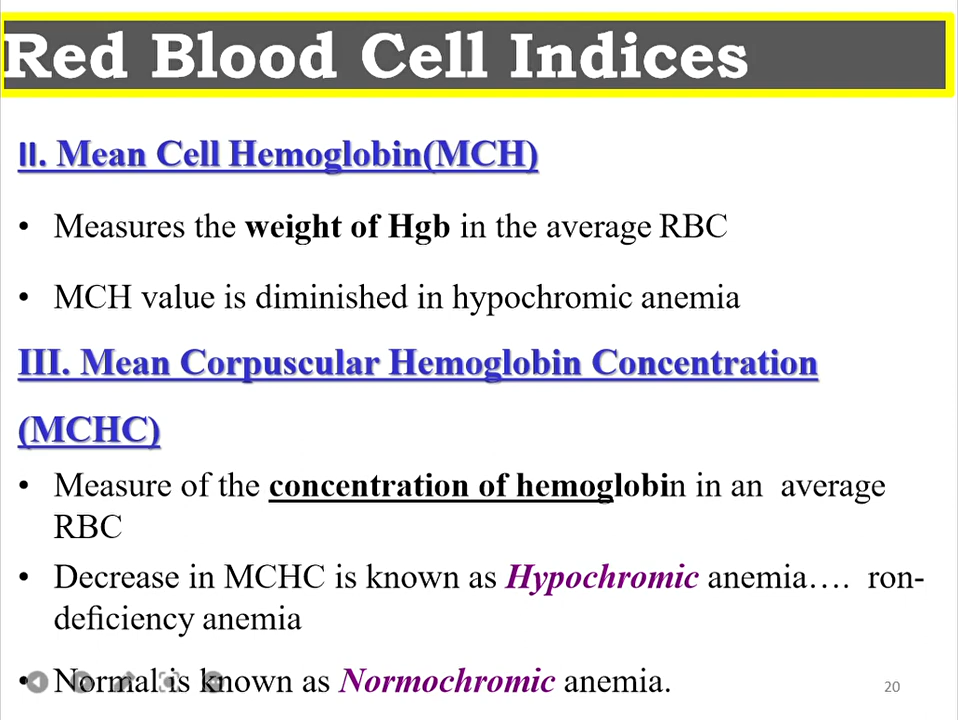 Red Blood Cell Indices
II. Mean Cell Hemoglobin(MCH)
• Measures the weight of Hgb in the average RBC
• MCH value is diminished in hypochromic anemia
III. Mean Corpuscular Hemoglobin Concentration
(MCHC)
• Measure of the concentration of hemoglobin in an average
RBC
• Decrease in MCHC is known as Hypochromic anemia…. ron-
deficiency anemia
• Normal is known as Normochromic anemia.
20